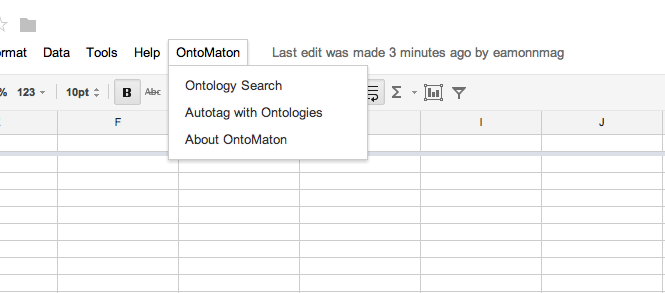 rmat Data Tools Help OntoMaton Last edit was made 3 minutes ago by eamonnmag
% 123 10pt B Abc Σ
Ontology Search
Autotag with Ontologies
About OntoMaton
F I J